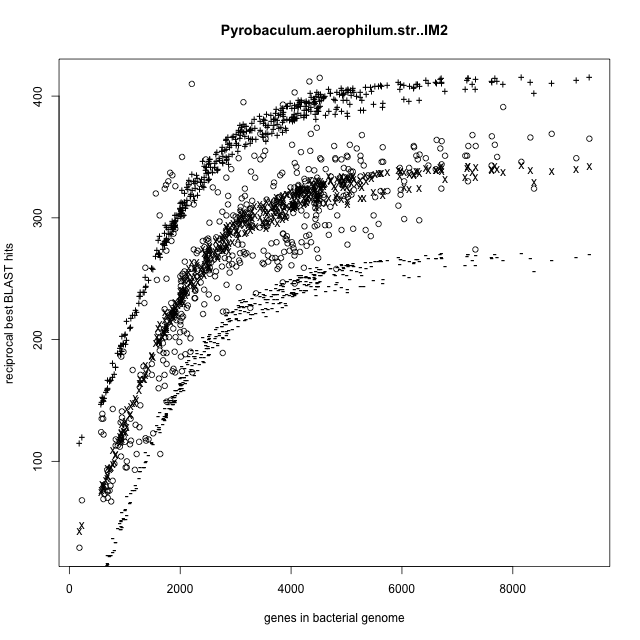 Pyrobaculum.aerophilum.str..IM2
400
300
200
100
reciprocal best BLAST hits
0 2000 4000 6000 8000
genes in bacterial genome